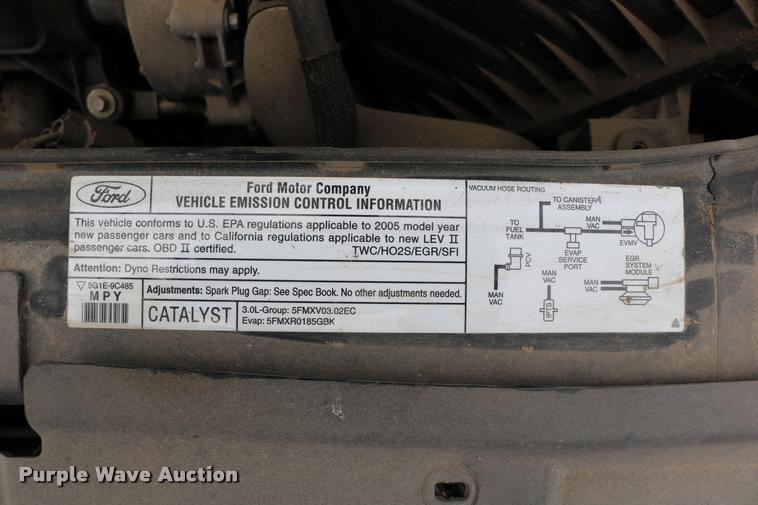 Ford
Ford Motor Company
VEHICLE EMISSION CONTROL INFORMATION
This vehicle conforms to U.S. EPA regulations applicable to 2005 model year
new passenger cars and to California regulations applicable to new LEV II
passenger cars. OBD II certified. TWC/HO2S/EGR/SFI
Attention: Dyno Restrictions may apply.
5G1E-9C485
MPY
Adjustments: Spark Plug Gap: See Spec Book. No other adjustments needed.
CATALYST
3.0L-Group: 5FMXV03.02EC
Evap: 5FMXR0185GBK
VACUUM HOSE ROUTING
TO CANISTER
ASSEMBLY
TO
FUEL
TANK
MAN
VAC
EVMV
EVAP
SERVICE
PORT
PCV
MAN
VAC
MAN
VAC
IPTS
EGR
SYSTEM
MODULE
MAN
VAC
Purple Wave Auction